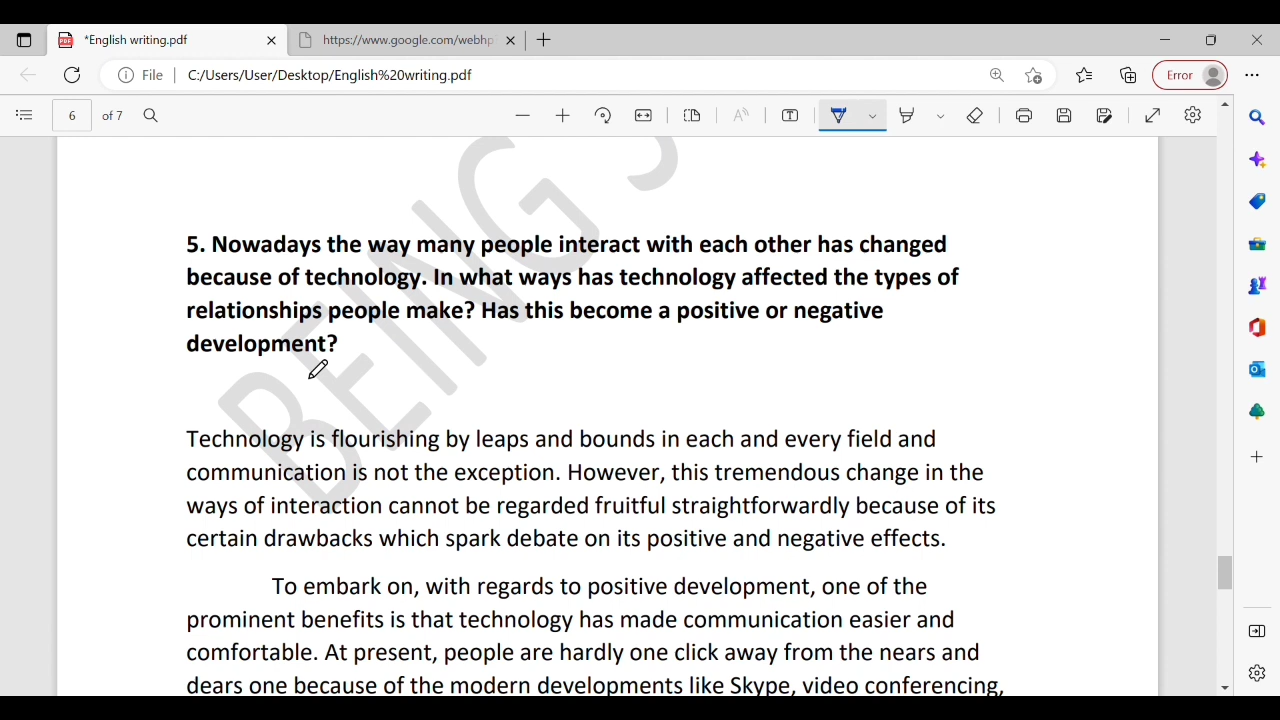 *English writing.pdf
https://www.google.com/webhp
File
C:/Users/User/Desktop/English%20writing.pdf
Error
6 of 7
BEING S
5. Nowadays the way many people interact with each other has changed
because of technology. In what ways has technology affected the types of
relationships people make? Has this become a positive or negative
development?
Technology is flourishing by leaps and bounds in each and every field and
communication is not the exception. However, this tremendous change in the
ways of interaction cannot be regarded fruitful straightforwardly because of its
certain drawbacks which spark debate on its positive and negative effects.
To embark on, with regards to positive development, one of the
prominent benefits is that technology has made communication easier and
comfortable. At present, people are hardly one click away from the nears and
dears one because of the modern developments like Skype, video conferencing,